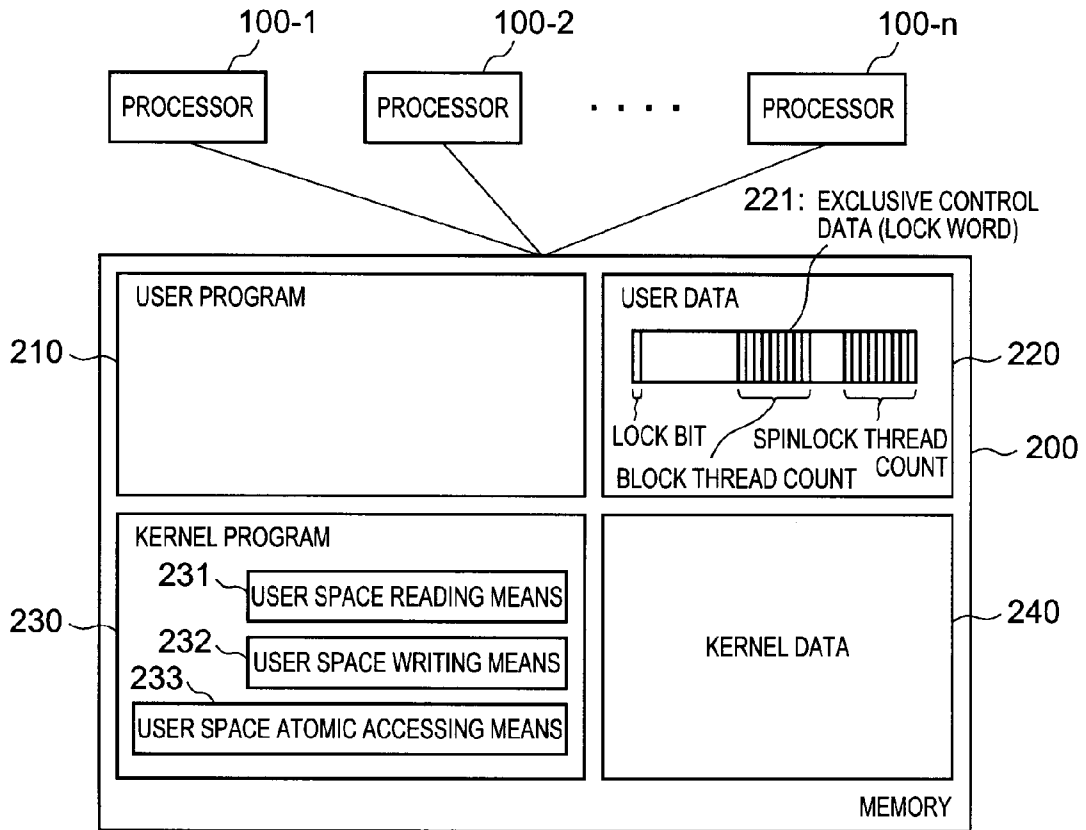 100-1
100-2
100-n
PROCESSOR
PROCESSOR
· · · ·
PROCESSOR
221: EXCLUSIVE CONTROL
DATA (LOCK WORD)
USER PROGRAM
USER DATA
210
220
LOCK BIT
SPINLOCK THREAD
COUNT
BLOCK THREAD COUNT
200
KERNEL PROGRAM
231
USER SPACE READING MEANS
230
232
USER SPACE WRITING MEANS
233
USER SPACE ATOMIC ACCESSING MEANS
KERNEL DATA
240
MEMORY